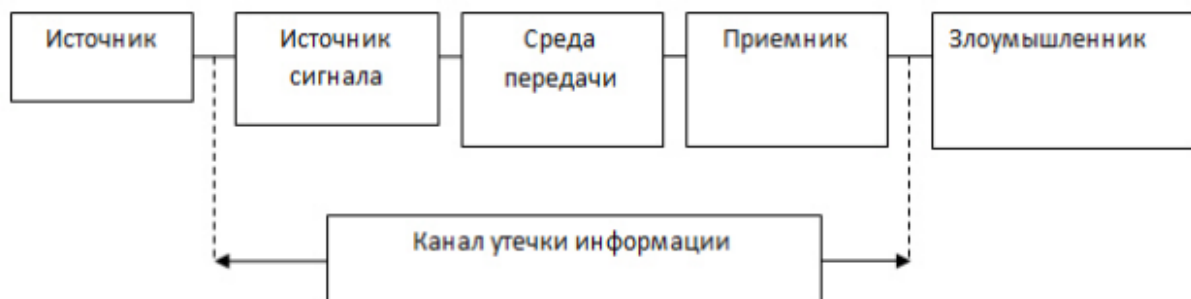 Источник
Источник
сигнала
Среда
передачи
Приемник
Злоумышленник
Канал утечки информации